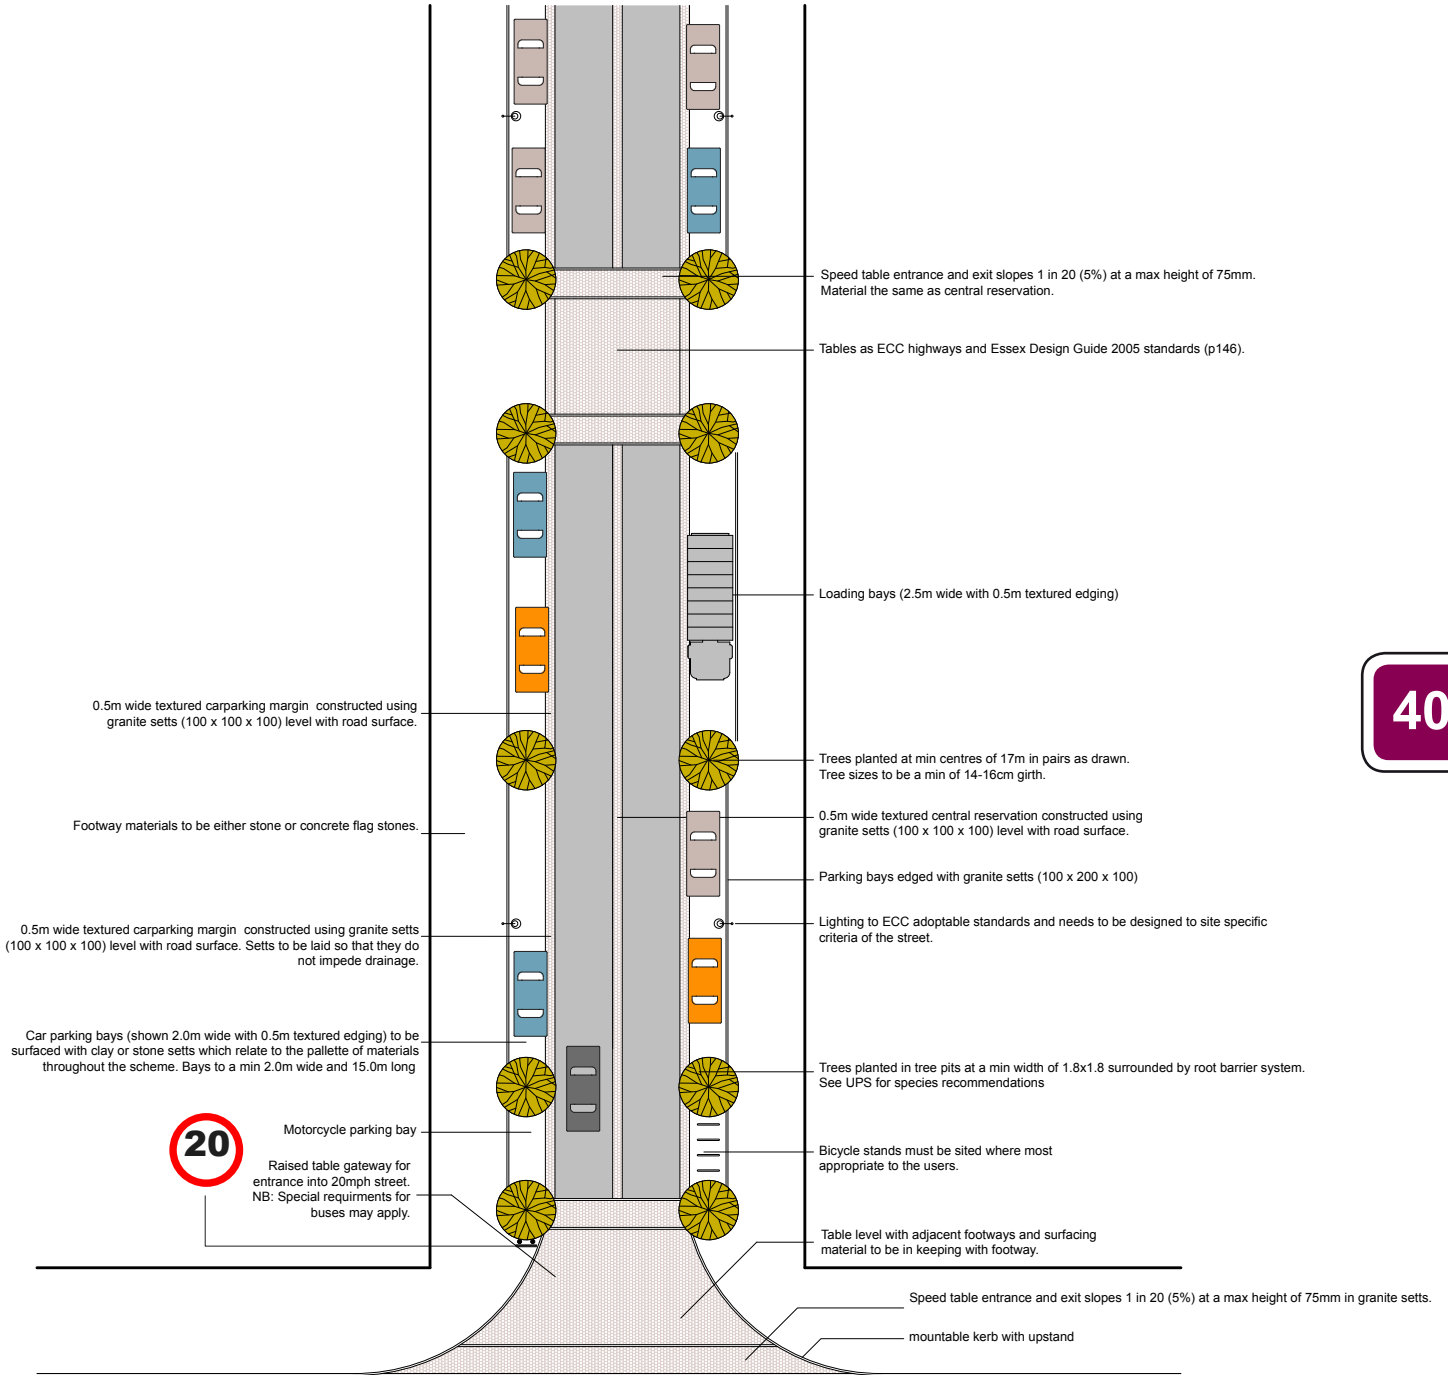 Speed table entrance and exit slopes 1 in 20 (5%) at a max height of 75mm.
Material the same as central reservation.
Tables as ECC highways and Essex Design Guide 2005 standards (p146).
Loading bays (2.5m wide with 0.5m textured edging)
40
0.5m wide textured carparking margin constructed using
granite setts (100 x 100 x 100) level with road surface.
Trees planted at min centres of 17m in pairs as drawn.
Tree sizes to be a min of 14-16cm girth.
Footway materials to be either stone or concrete flag stones.
0.5m wide textured central reservation constructed using
granite setts (100 x 100 x 100) level with road surface.
Parking bays edged with granite setts (100 x 200 x 100)
Lighting to ECC adoptable standards and needs to be designed to site specific
criteria of the street.
0.5m wide textured carparking margin constructed using granite setts
(100 x 100 x 100) level with road surface. Setts to be laid so that they do
not impede drainage.
Car parking bays (shown 2.0m wide with 0.5m textured edging) to be
surfaced with clay or stone setts which relate to the pallette of materials
throughout the scheme. Bays to a min 2.0m wide and 15.0m long
Trees planted in tree pits at a min width of 1.8x1.8 surrounded by root barrier system.
See UPS for species recommendations
20
Motorcycle parking bay
Bicycle stands must be sited where most
appropriate to the users.
Raised table gateway for
entrance into 20mph street.
NB: Special requirments for
buses may apply.
Table level with adjacent footways and surfacing
material to be in keeping with footway.
Speed table entrance and exit slopes 1 in 20 (5%) at a max height of 75mm in granite setts.
mountable kerb with upstand